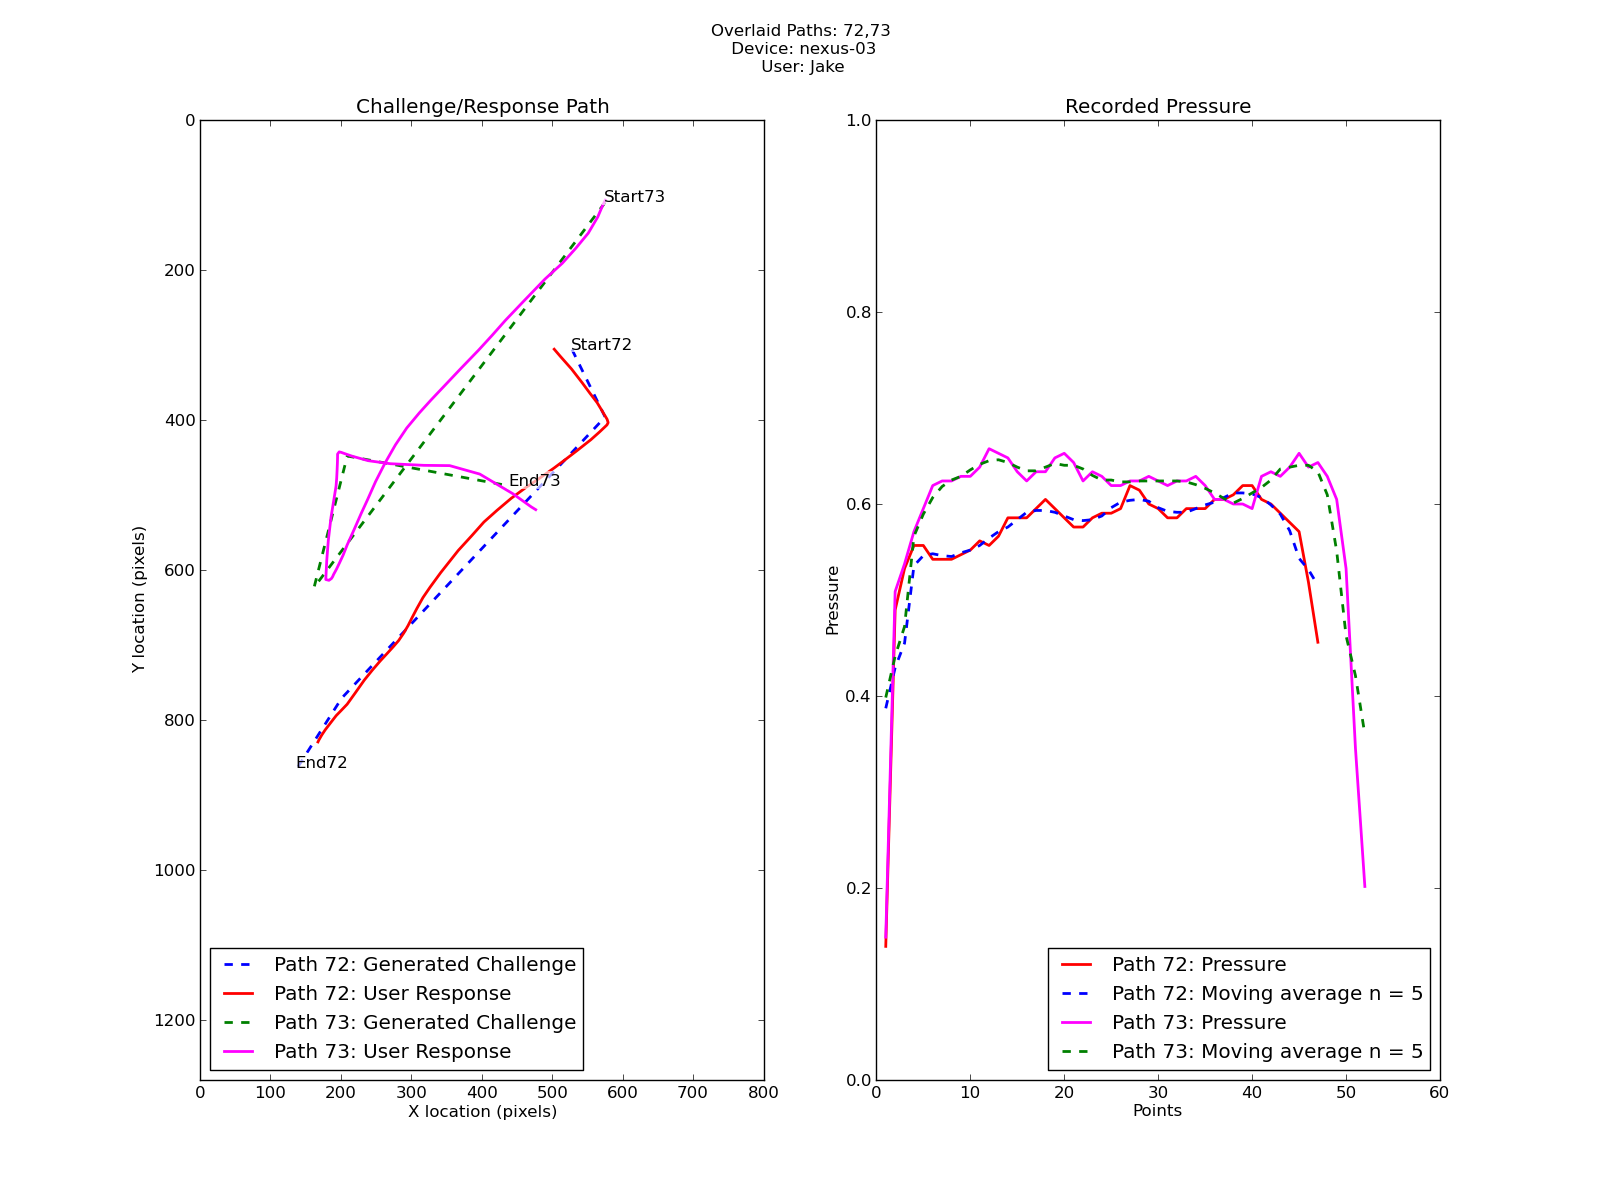 Overlaid Paths: 72,73
Device: nexus-03
User: Jake
Challenge/Response Path
0
200
400
600
800
1000
1200
Y location (pixels)
Start73
Start72
End73
End72
Path 72: Generated Challenge
Path 72: User Response
Path 73: Generated Challenge
Path 73: User Response
0 100 200 300 400 500 600 700 800
X location (pixels)
Recorded Pressure
1.0
0.8
0.6
0.4
0.2
0.0
Pressure
Path 72: Pressure
Path 72: Moving average n = 5
Path 73: Pressure
Path 73: Moving average n = 5
0 10 20 30 40 50 60
Points